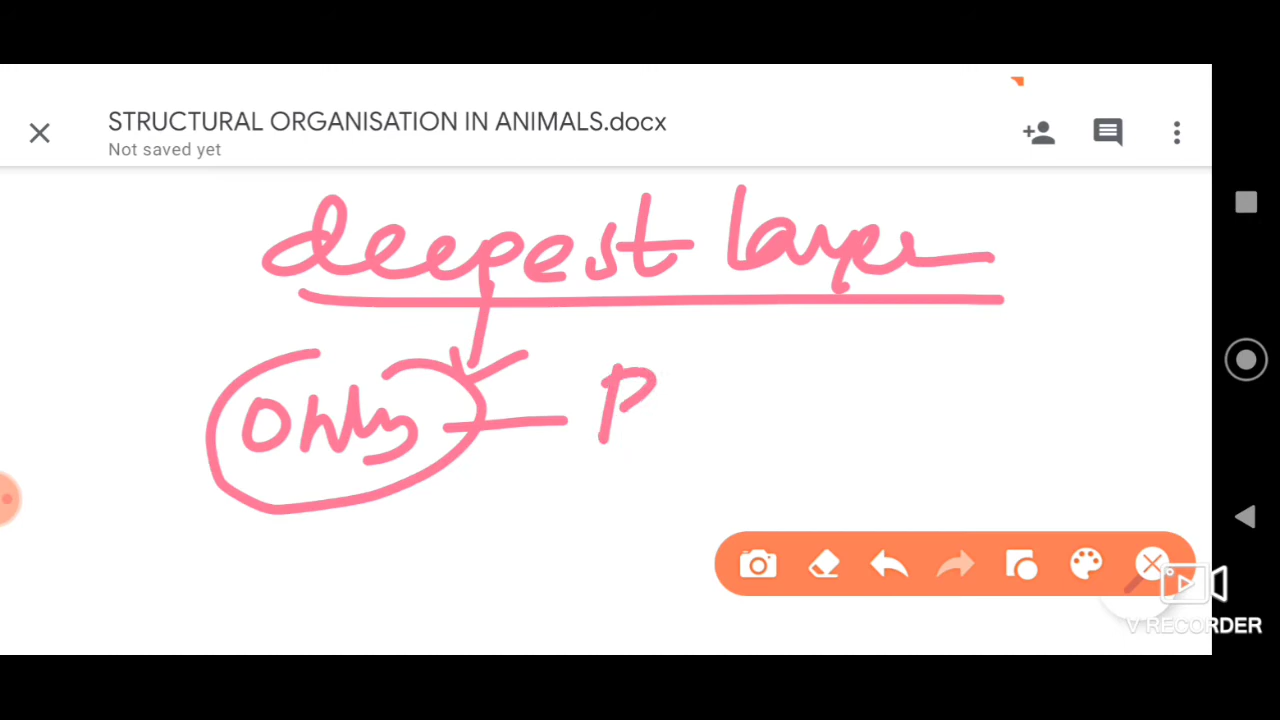 STRUCTURAL ORGANISATION IN ANIMALS.docx
Not saved yet
deepest layer
only — P
V RECORDER